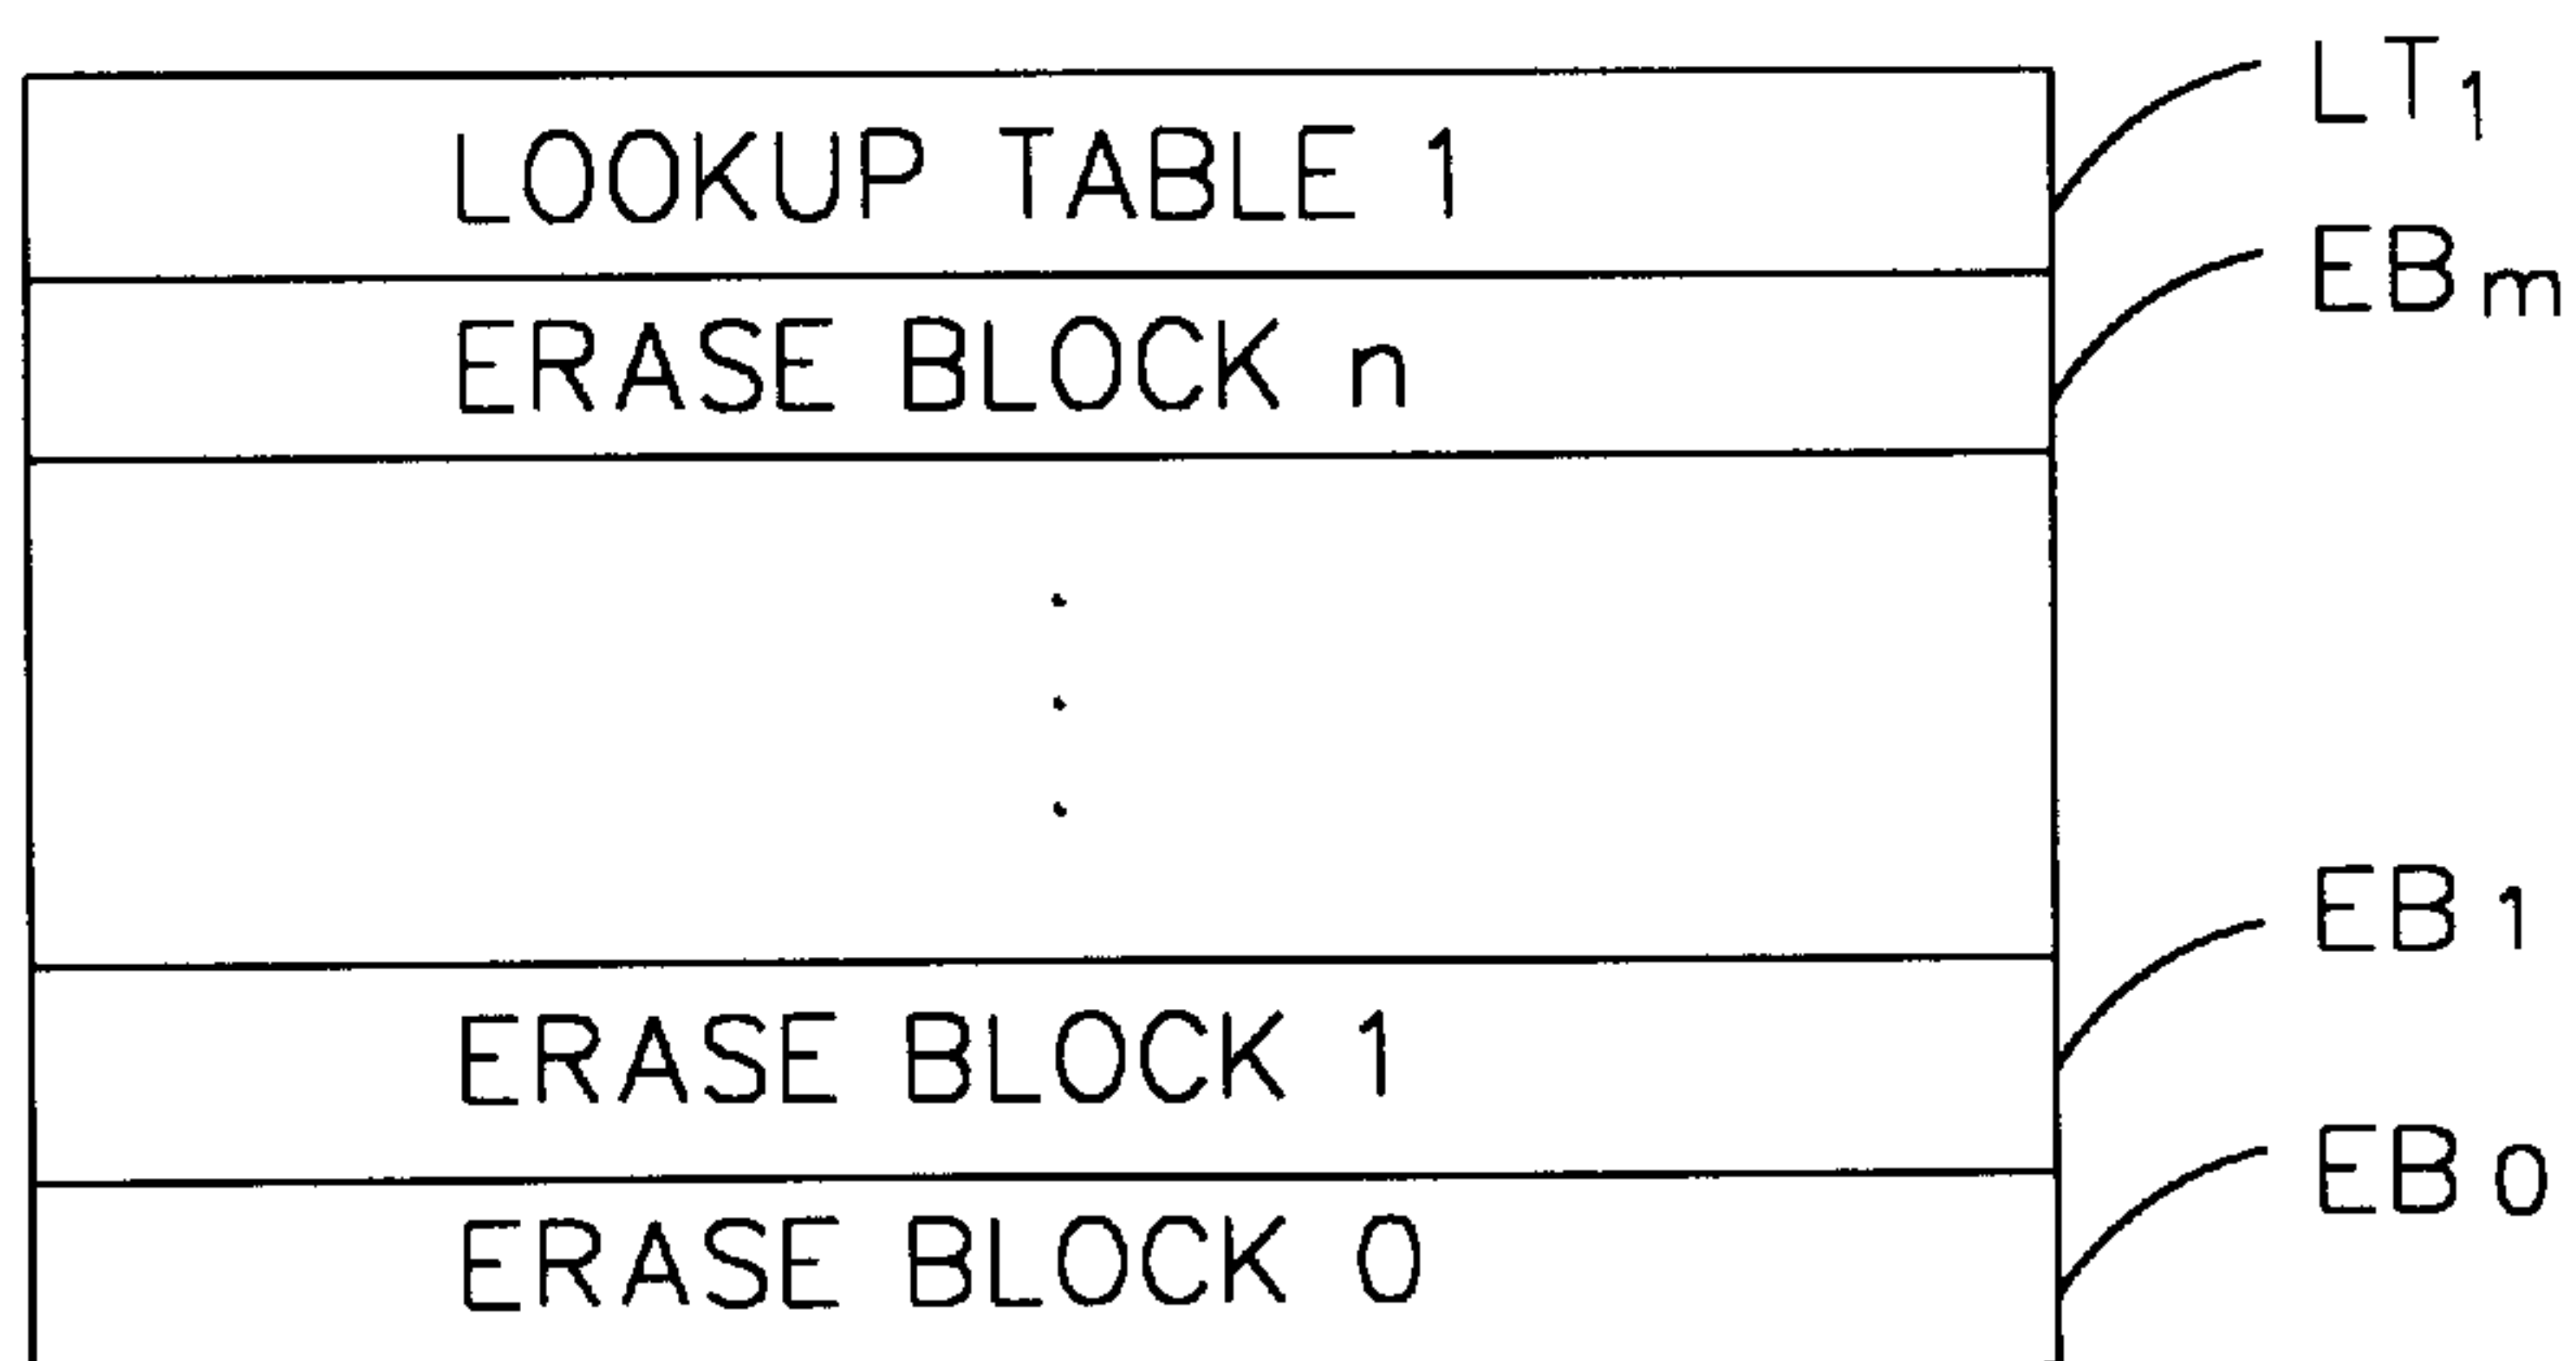 LOOKUP TABLE 1 LT1
ERASE BLOCK n EBm
ERASE BLOCK 1 EB1
ERASE BLOCK 0 EB0